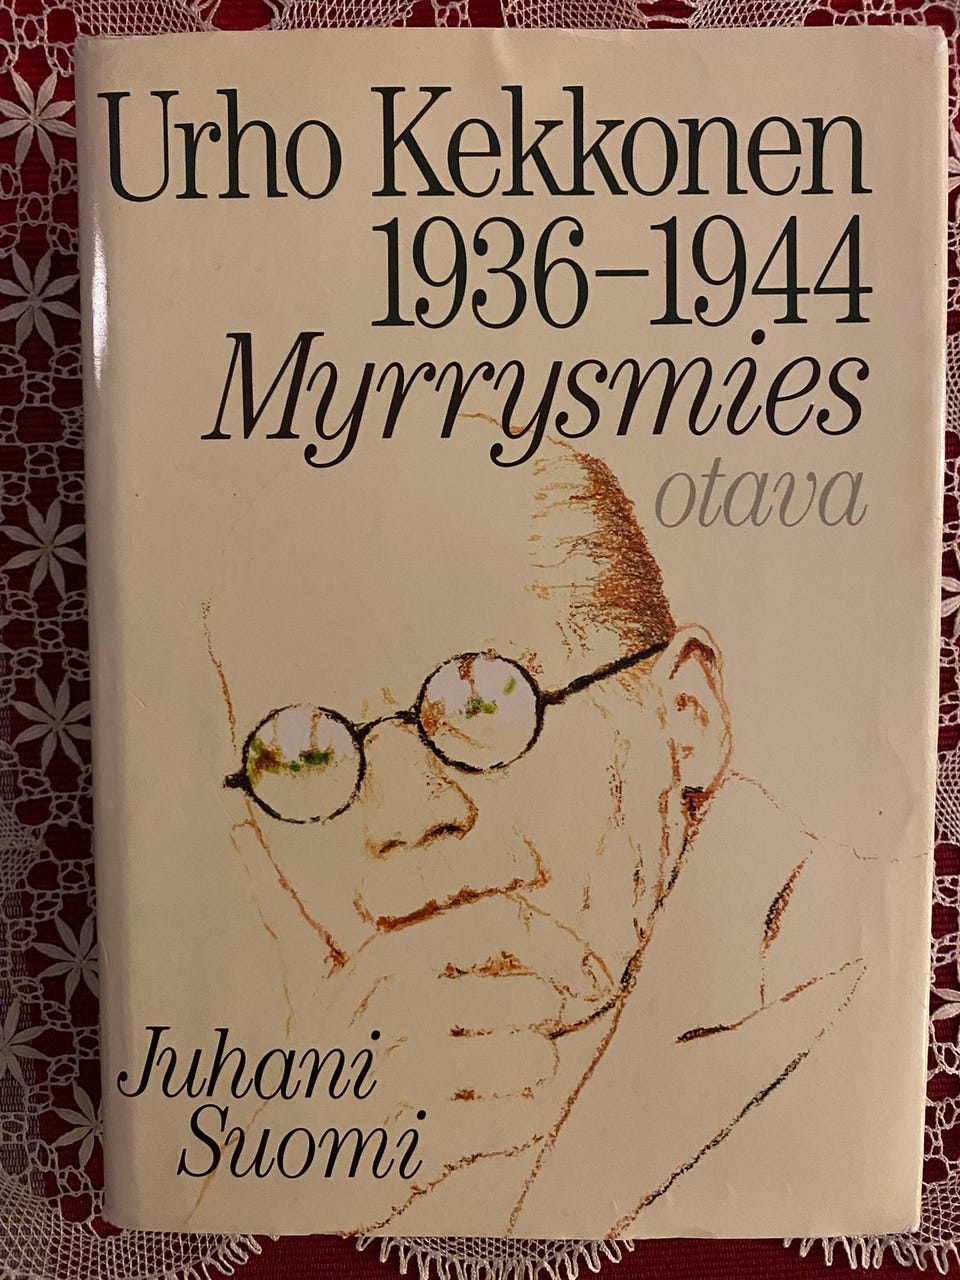 Urho Kekkonen
1936–1944
Myrrysmies
otava
Juhani
Suomi